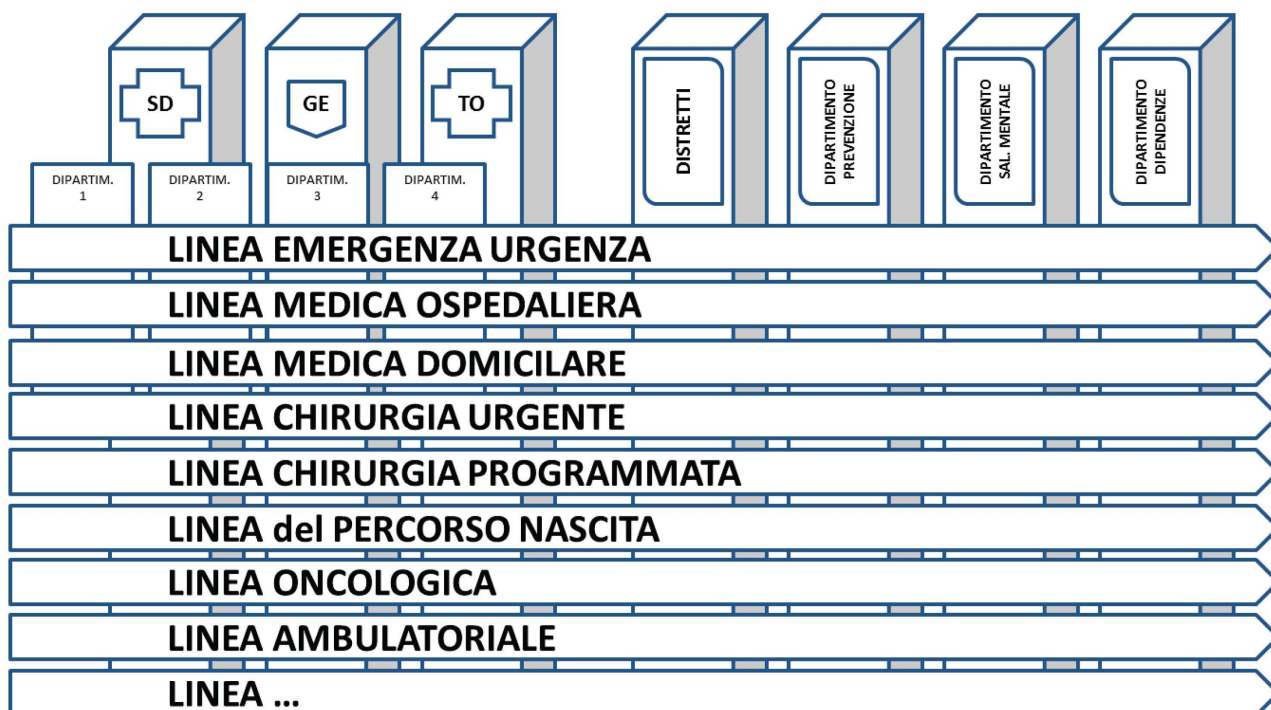 SD
GE
TO
DISTRETTI
DIPARTIMENTO
PREVENZIONE
DIPARTIMENTO
SAL. MENTALE
DIPARTIMENTO
DIPENDENZE
DIPARTIM.
1
DIPARTIM.
2
DIPARTIM.
3
DIPARTIM.
4
LINEA EMERGENZA URGENZA
LINEA MEDICA OSPEDALIERA
LINEA MEDICA DOMICILARE
LINEA CHIRURGIA URGENTE
LINEA CHIRURGIA PROGRAMMATA
LINEA del PERCORSO NASCITA
LINEA ONCOLOGICA
LINEA AMBULATORIALE
LINEA ...